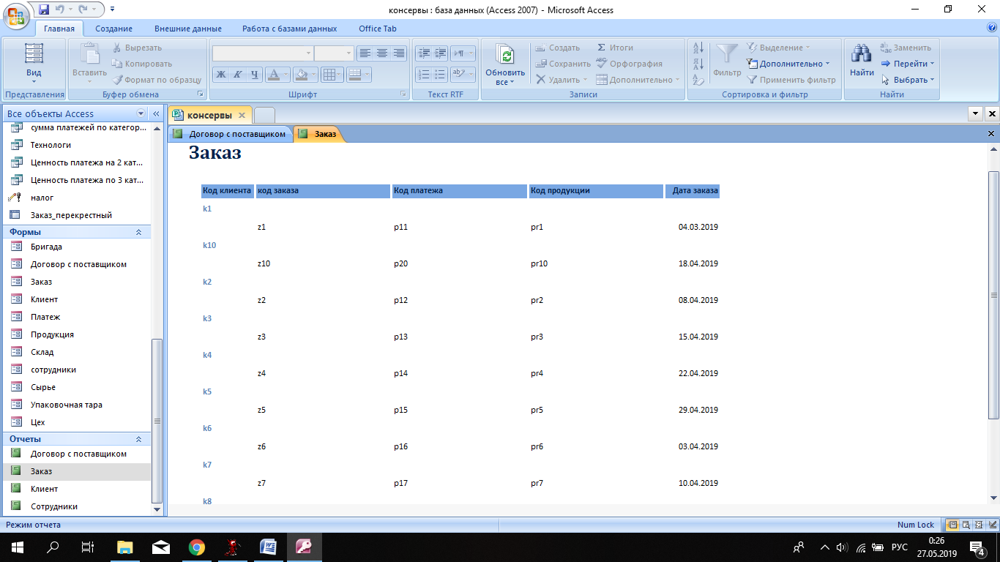 консервы : база данных (Access 2007) - Microsoft Access
Главная Создание Внешние данные Работа с базами данных Office Tab
Вид
Представления
Вставить
Вырезать
Копировать
Формат по образцу
Буфер обмена
Ж К Ч А
Шрифт
Текст RTF
Обновить все
Создать
Сохранить
Удалить
Итоги
Орфография
Дополнительно
Записи
Фильтр
Выделение
Дополнительно
Применить фильтр
Сортировка и фильтр
Найти
Заменить
Перейти
Выбрать
Найти
Все объекты Access
сумма платежей по категор...
Технологи
Ценность платежа на 2 кат...
Ценность платежа по 3 кат...
налог
Заказ_перекрестный
Формы
Бригада
Договор с поставщиком
Заказ
Клиент
Платеж
Продукция
Склад
сотрудники
Сырье
Упаковочная тара
Цех
Отчеты
Договор с поставщиком
Заказ
Клиент
Сотрудники
консервы
Договор с поставщиком Заказ
Заказ
Код клиента код заказа Код платежа Код продукции Дата заказа
k1
z1 p11 pr1 04.03.2019
k10
z10 p20 pr10 18.04.2019
k2
z2 p12 pr2 08.04.2019
k3
z3 p13 pr3 15.04.2019
k4
z4 p14 pr4 22.04.2019
k5
z5 p15 pr5 29.04.2019
k6
z6 p16 pr6 03.04.2019
k7
z7 p17 pr7 10.04.2019
k8
Режим отчета Num Lock
РУС
0:26
27.05.2019
4